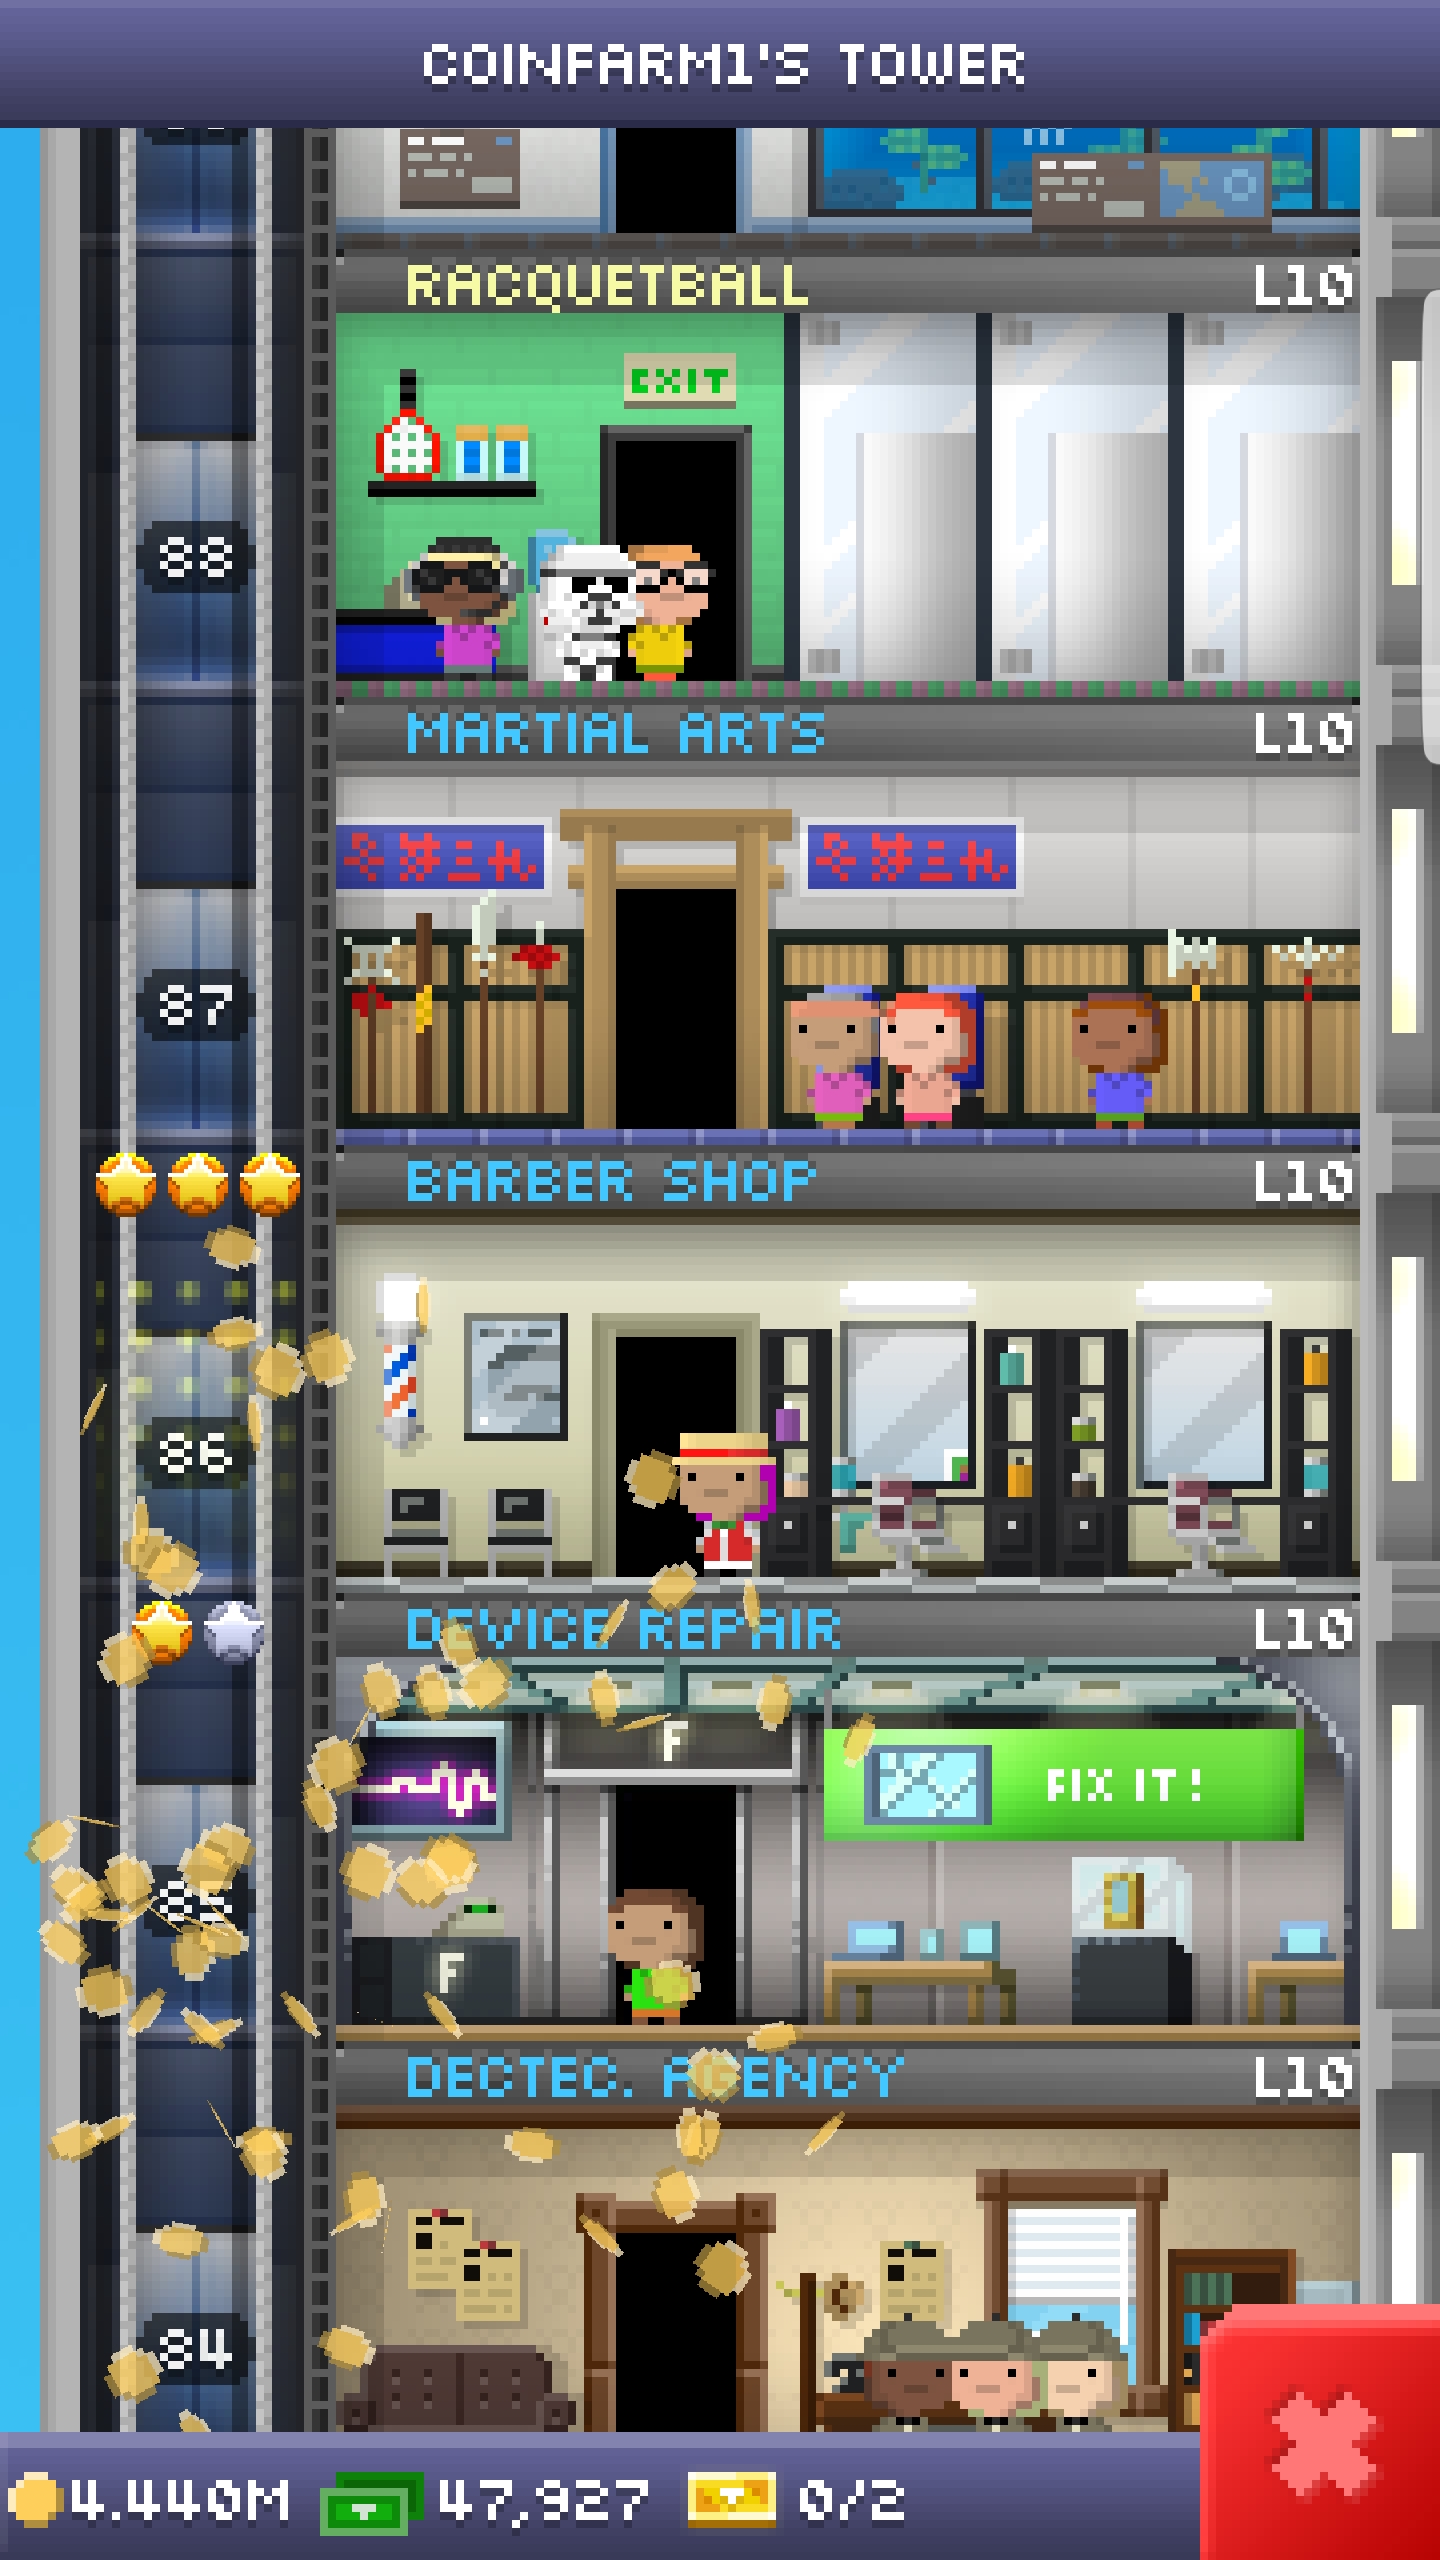 COINFARM1'S TOWER
RACQUETBALL L10
EXIT
88
MARTIAL ARTS L10
87
BARBER SHOP L10
86
DEVICE REPAIR L10
F
FIX IT!
F
DECTEC. AGENCY L10
84
4.440M 47,927 0/2